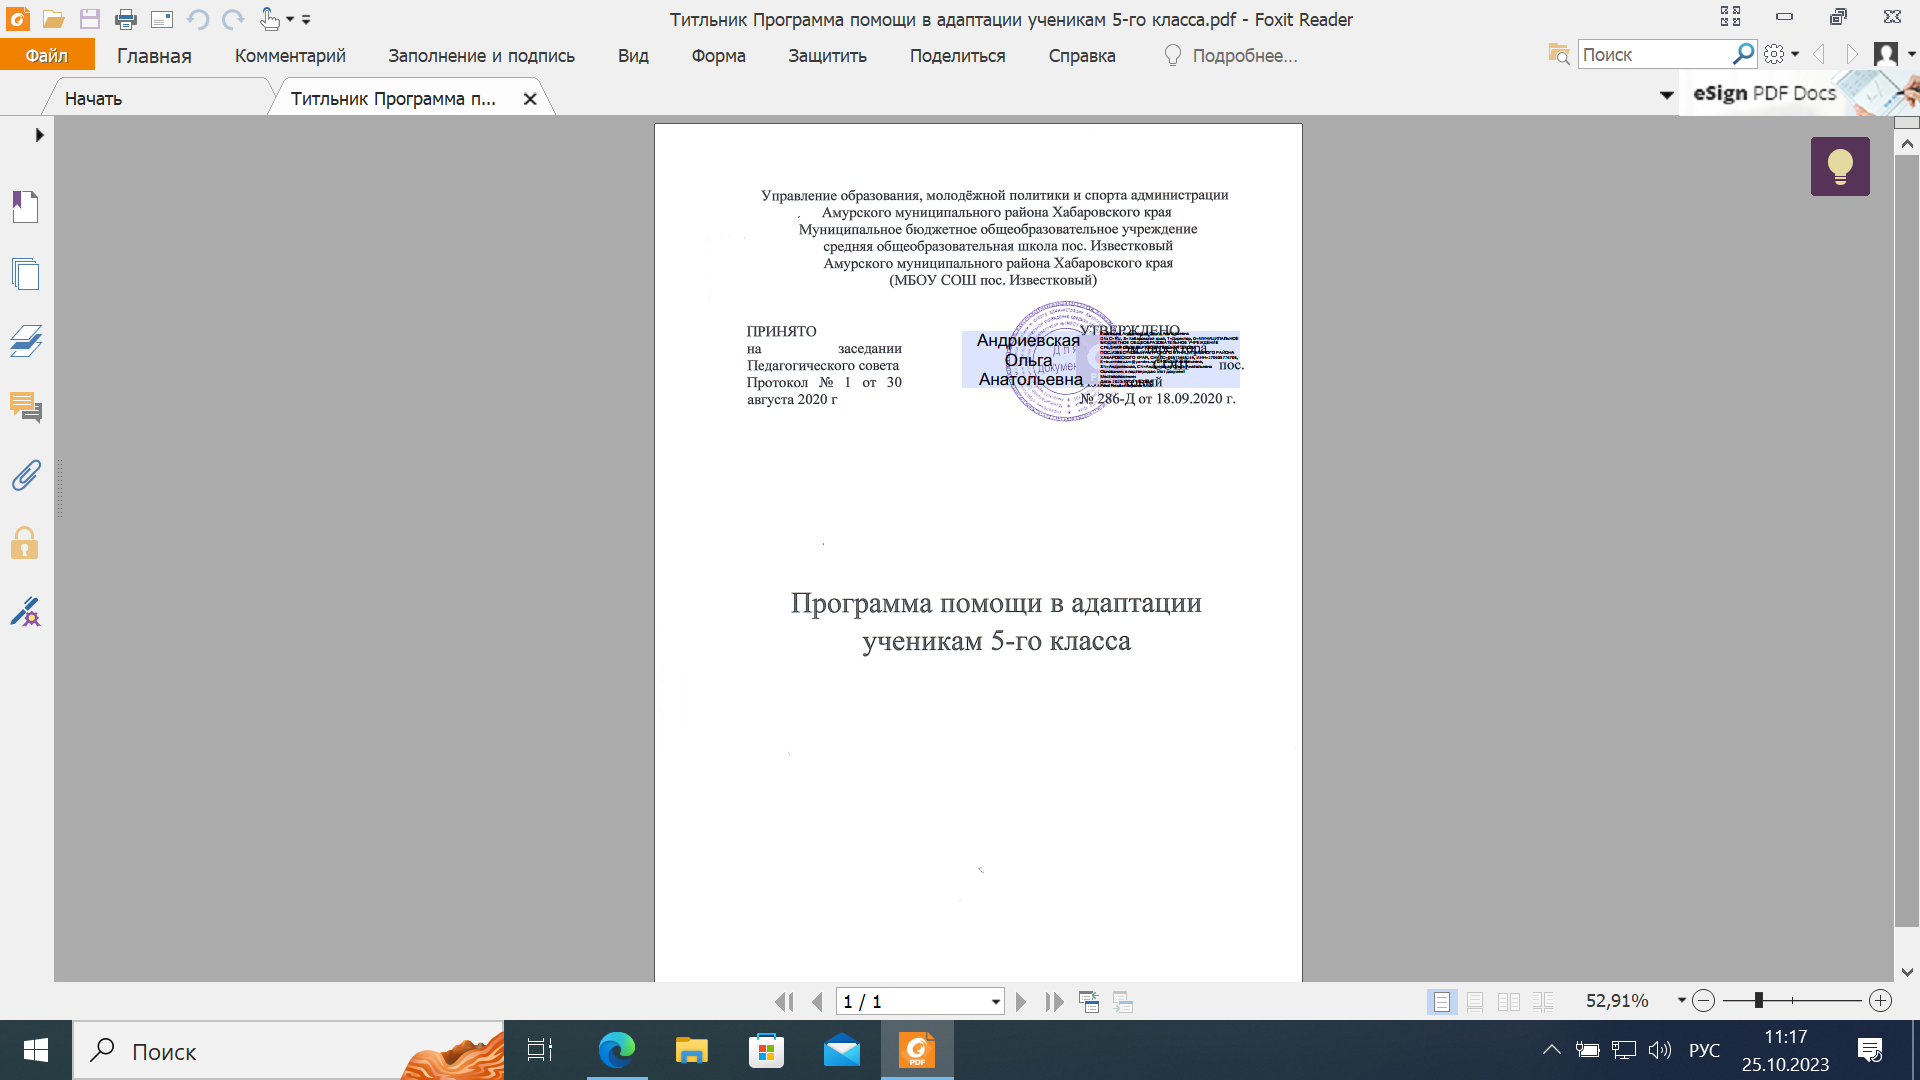 Титльник Программа помощи в адаптации ученикам 5-го класса.pdf - Foxit Reader
Файл Главная Комментарий Заполнение и подпись Вид Форма Защитить Поделиться Справка Подробнее... Поиск
Начать Титльник Программа п... eSign PDF Docs
Управление образования, молодёжной политики и спорта администрации
Амурского муниципального района Хабаровского края
Муниципальное бюджетное общеобразовательное учреждение
средняя общеобразовательная школа пос. Известковый
Амурского муниципального района Хабаровского края
(МБОУ СОШ пос. Известковый)
ПРИНЯТО
на заседании
Педагогического совета
Протокол № 1 от 30
августа 2020 г
Андриевская
Ольга
Анатольевна
УТВЕРЖДЕНО
СОШ пос.
№ 286-Д от 18.09.2020 г.
Программа помощи в адаптации
ученикам 5-го класса
1 / 1
52,91%
Поиск
РУС
11:17
25.10.2023